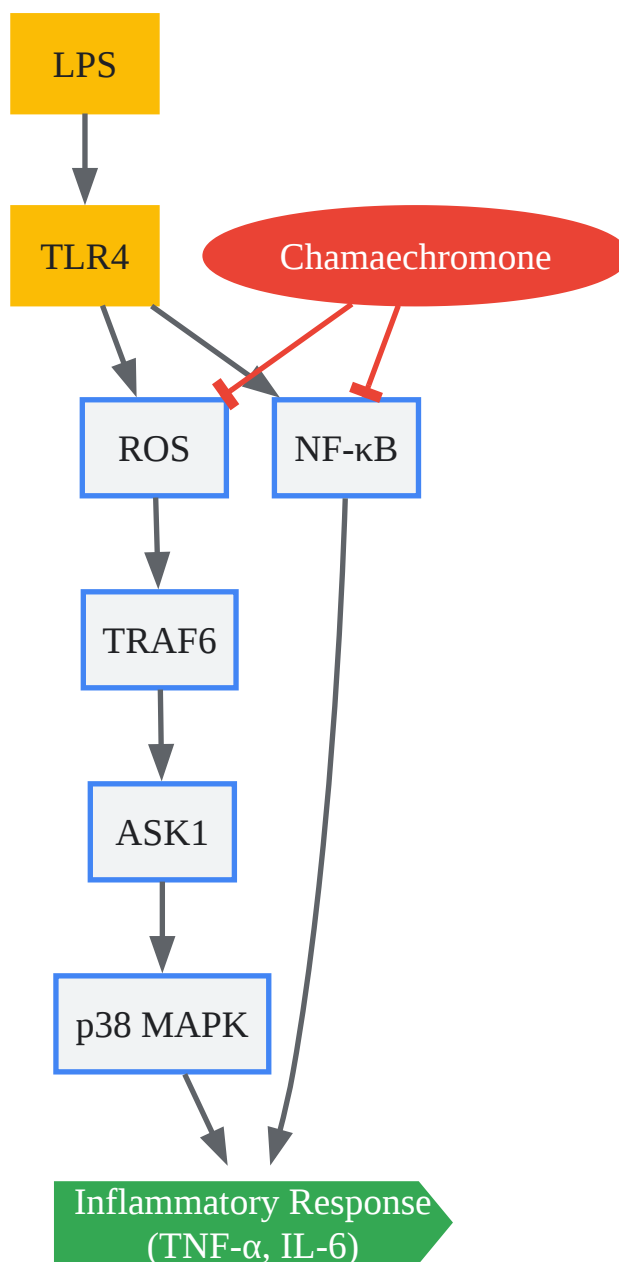 LPS
TLR4
Chamaechromone
ROS
NF-κB
TRAF6
ASK1
p38 MAPK
Inflammatory Response
(TNF-α, IL-6)